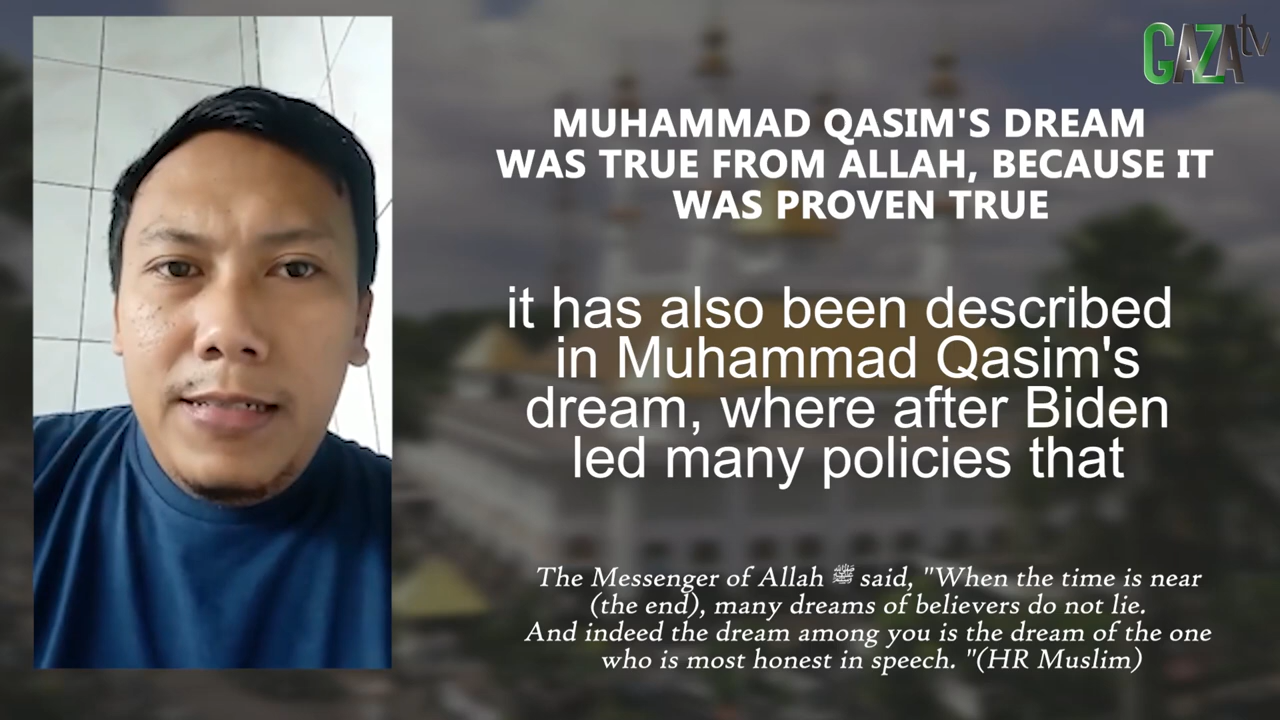 GAZAtv
MUHAMMAD QASIM'S DREAM
WAS TRUE FROM ALLAH, BECAUSE IT
WAS PROVEN TRUE
it has also been described
in Muhammad Qasim's
dream, where after Biden
led many policies that
The Messenger of Allah ﷺ said, "When the time is near
(the end), many dreams of believers do not lie.
And indeed the dream among you is the dream of the one
who is most honest in speech. "(HR Muslim)